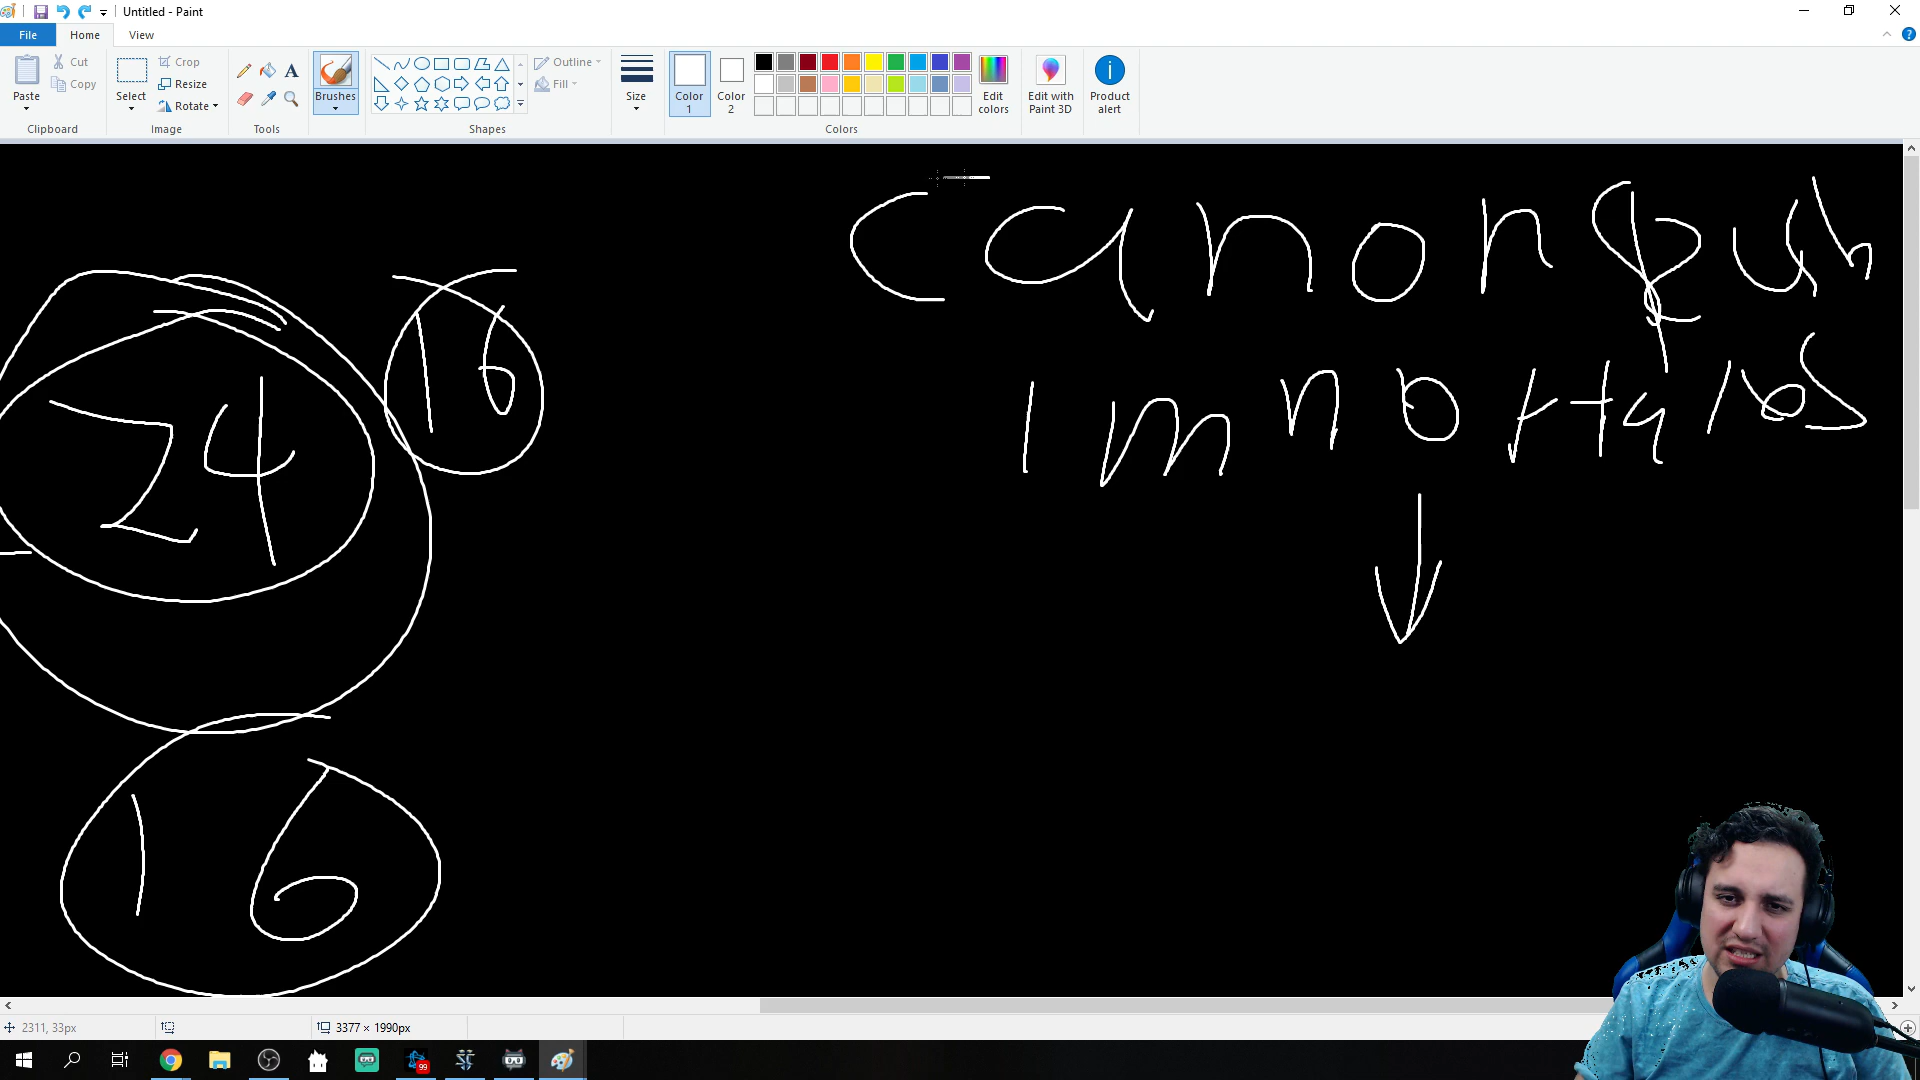 Untitled - Paint
File Home View
Paste Cut Copy Clipboard
Select Crop Resize Rotate Image
Tools
Brushes
Shapes Outline Fill
Size
Color 1 Color 2 Edit colors Colors
Edit with Paint 3D
Product alert
24
16
16
2311, 33px
3377 × 1990px
99